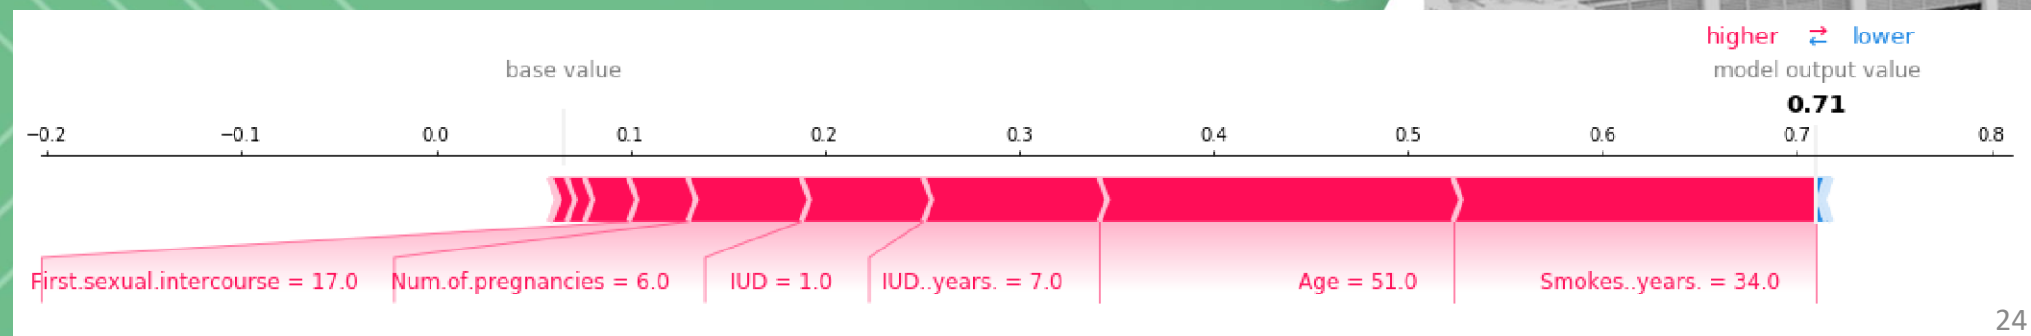 higher ⇄ lower
base value
model output value
0.71
−0.2 −0.1 0.0 0.1 0.2 0.3 0.4 0.5 0.6 0.7 0.8
First.sexual.intercourse = 17.0 Num.of.pregnancies = 6.0 IUD = 1.0 IUD..years. = 7.0 Age = 51.0 Smokes..years. = 34.0
24